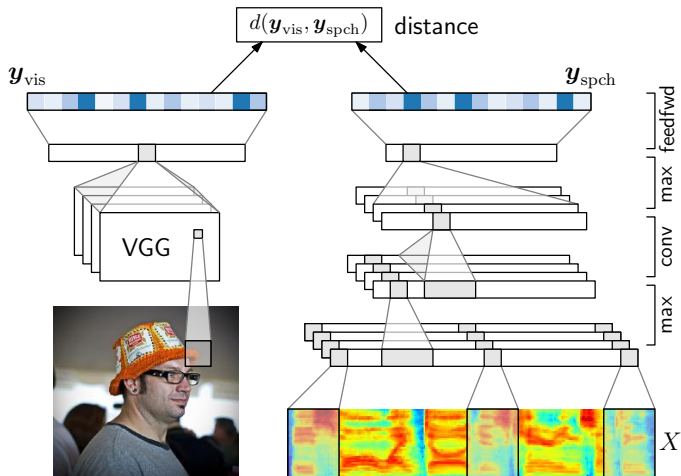 d(y_vis, y_spch) distance
y_vis
y_spch
feedfwd
max
VGG
conv
max
X